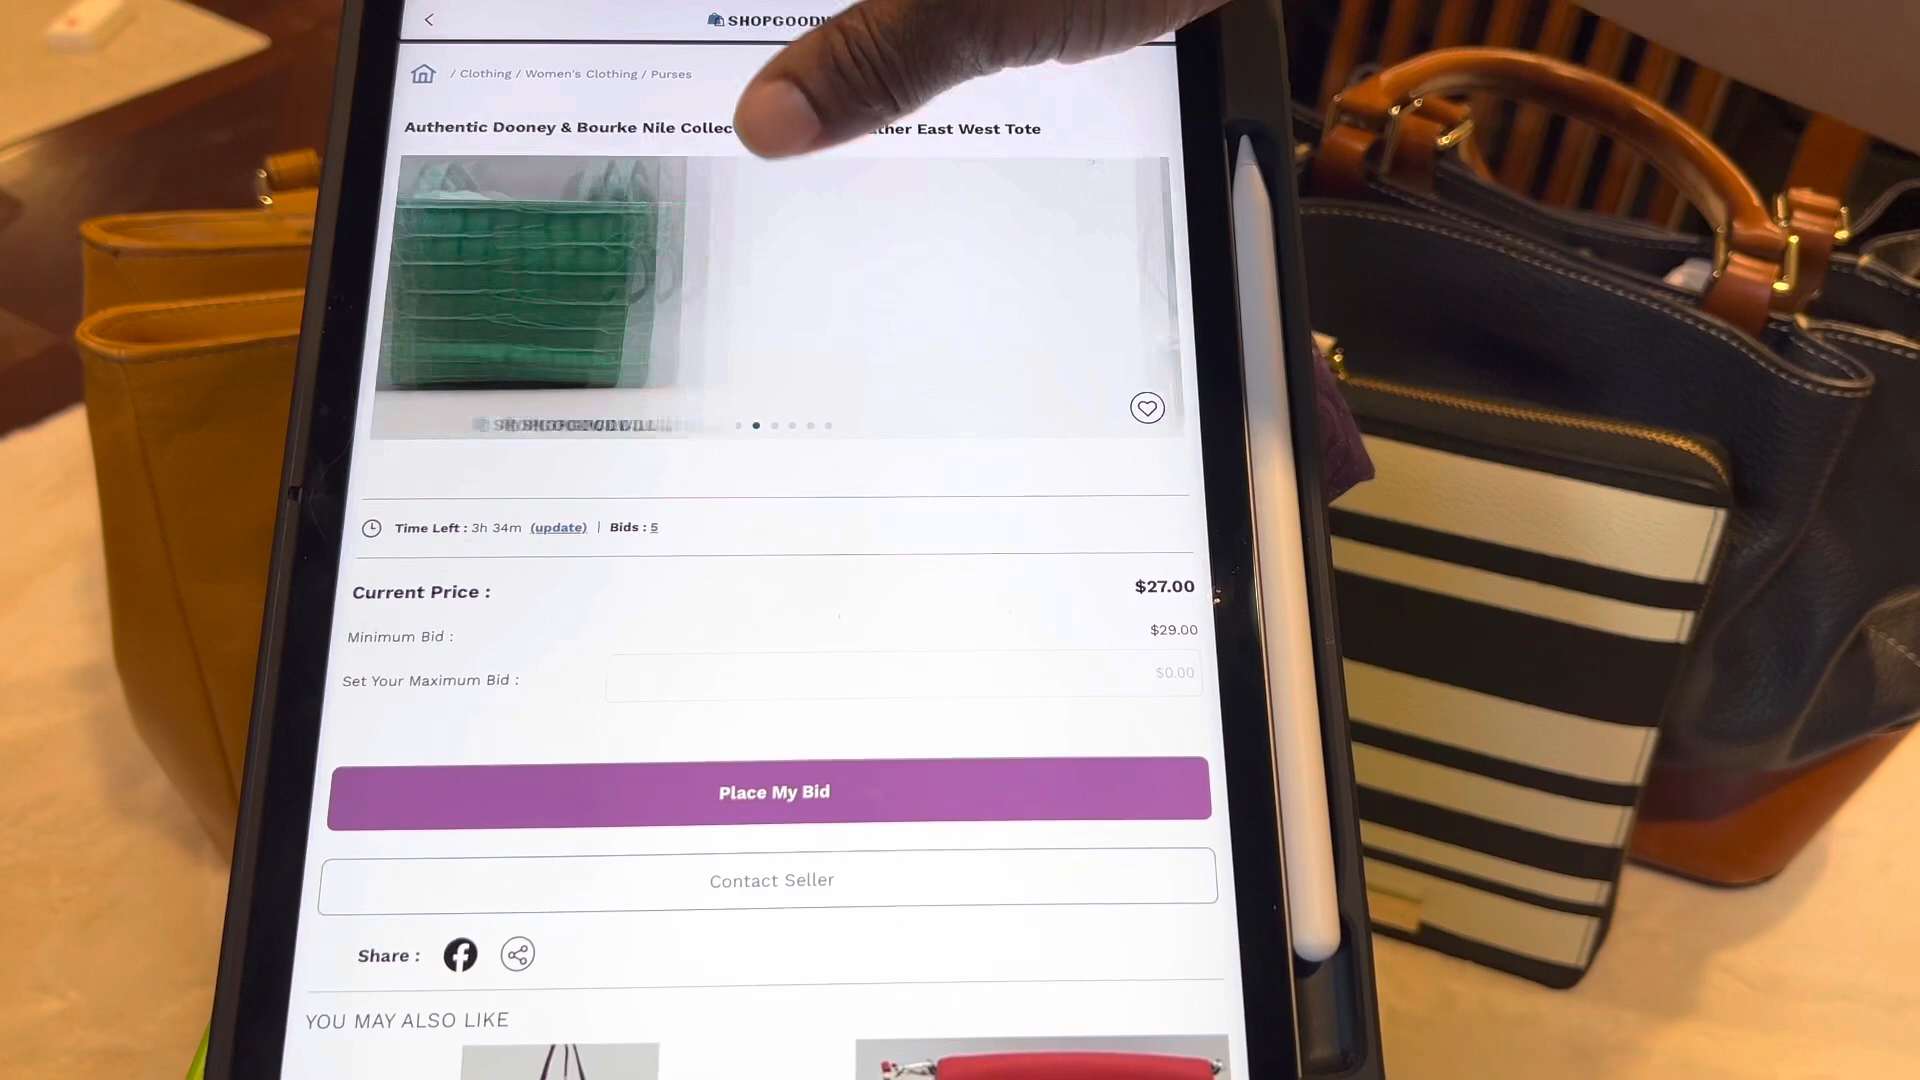 SHOPGOODW
/ Clothing / Women's Clothing / Purses
Authentic Dooney & Bourke Nile Collec ather East West Tote
Time Left : 3h 34m (update) | Bids : 5
Current Price : $27.00
Minimum Bid : $29.00
Set Your Maximum Bid : $0.00
Place My Bid
Contact Seller
Share :
YOU MAY ALSO LIKE